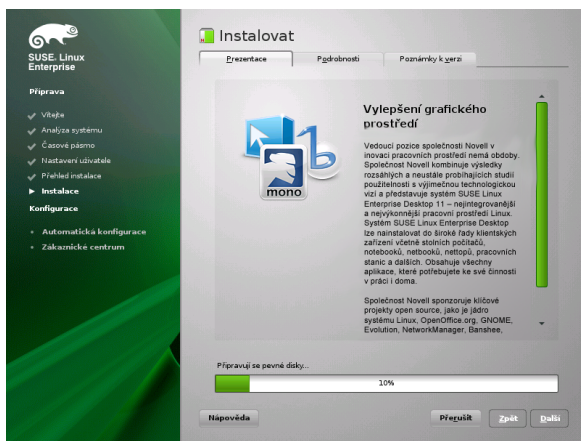 SUSE. Linux
Enterprise
Příprava
Vítejte
Analýza systému
Časové pásmo
Nastavení uživatele
Přehled instalace
Instalace
Konfigurace
Automatická konfigurace
Zákaznické centrum
Instalovat
Prezentace
Podrobnosti
Poznámky k verzi
mono
Vylepšení grafického
prostředí
Vedoucí pozice společnosti Novell v
inovaci pracovních prostředí nemá obdoby.
Společnost Novell kombinuje výsledky
rozsáhlých a neustále probíhajících studií
použitelnosti s výjimečnou technologickou
vizí a představuje systém SUSE Linux
Enterprise Desktop 11 – nejintegrovanější
a nejvýkonnější pracovní prostředí Linux.
Systém SUSE Linux Enterprise Desktop
lze nainstalovat do široké řady klientských
zařízení včetně stolních počítačů,
notebooků, netbooků, nettopů, pracovních
stanic a dalších. Obsahuje všechny
aplikace, které potřebujete ke své činnosti
v práci i doma.
Společnost Novell sponzoruje klíčové
projekty open source, jako je jádro
systému Linux, OpenOffice.org, GNOME,
Evolution, NetworkManager, Banshee,
Připravují se pevné disky...
10%
Nápověda
Přerušit
Zpět
Další